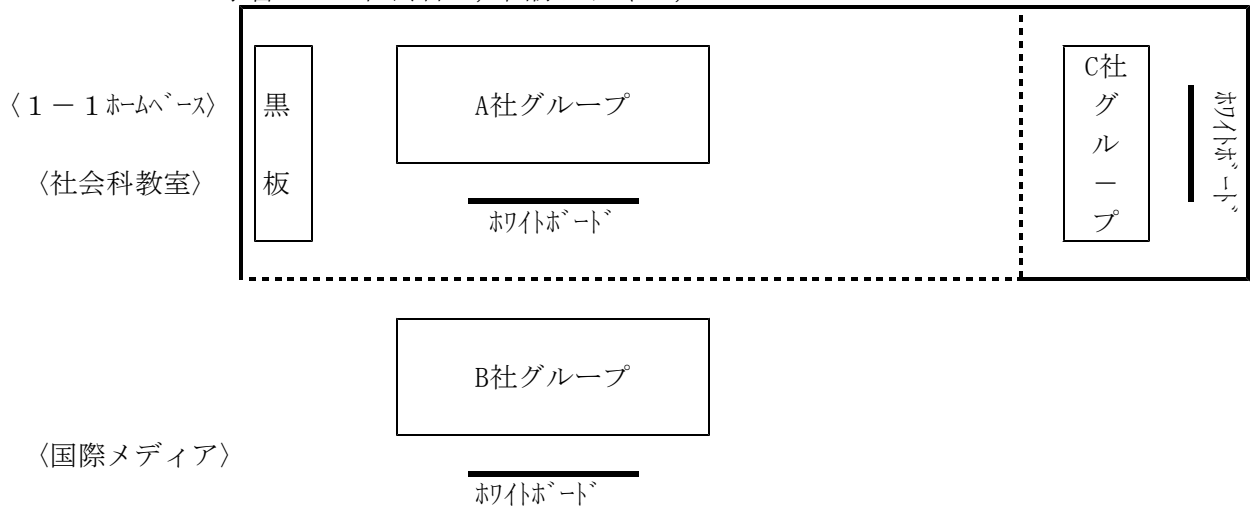 〈1-1ホームベース〉
〈社会科教室〉
黒板
A社グループ
ホワイトボード
C社グループ
ホワイトボード
B社グループ
〈国際メディア〉
ホワイトボード